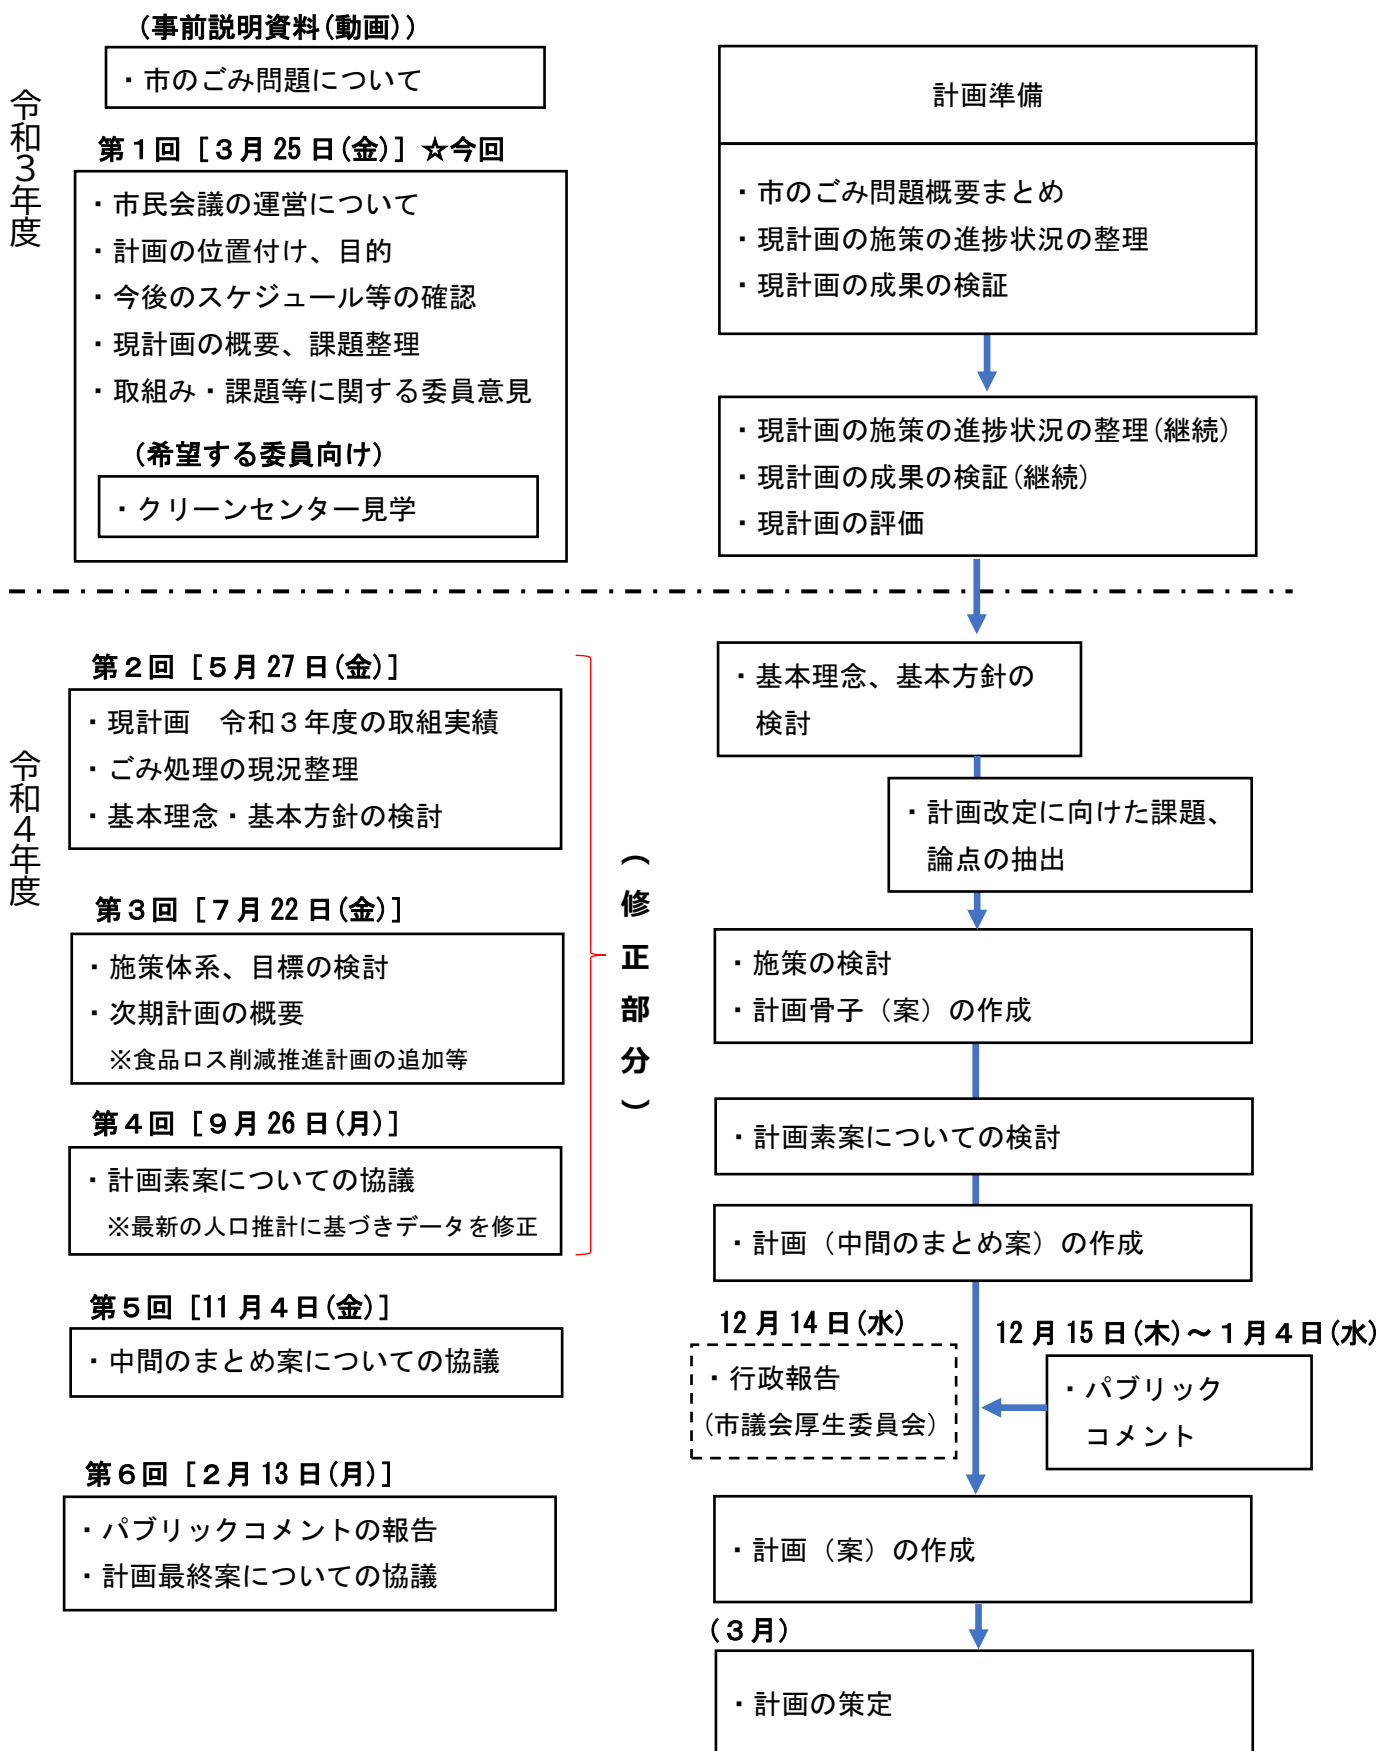 令和３年度
(事前説明資料(動画))
・市のごみ問題について
第１回［３月 25 日(金)］☆今回
・市民会議の運営について
・計画の位置付け、目的
・今後のスケジュール等の確認
・現計画の概要、課題整理
・取組み・課題等に関する委員意見
(希望する委員向け)
・クリーンセンター見学
計画準備
・市のごみ問題概要まとめ
・現計画の施策の進捗状況の整理
・現計画の成果の検証
・現計画の施策の進捗状況の整理(継続)
・現計画の成果の検証(継続)
・現計画の評価
令和４年度
第２回［５月 27 日(金)］
・現計画　令和３年度の取組実績
・ごみ処理の現況整理
・基本理念・基本方針の検討
第３回［７月 22 日(金)］
・施策体系、目標の検討
・次期計画の概要
※食品ロス削減推進計画の追加等
第４回［９月 26 日(月)］
・計画素案についての協議
※最新の人口推計に基づきデータを修正
(修正部分)
第５回［11 月４日(金)］
・中間のまとめ案についての協議
第６回［２月 13 日(月)］
・パブリックコメントの報告
・計画最終案についての協議
・基本理念、基本方針の
検討
・計画改定に向けた課題、
論点の抽出
・施策の検討
・計画骨子（案）の作成
・計画素案についての検討
・計画（中間のまとめ案）の作成
12 月 14 日(水)
・行政報告
(市議会厚生委員会)
12 月 15 日(木)～１月４日(水)
・パブリック
コメント
・計画（案）の作成
(３月)
・計画の策定